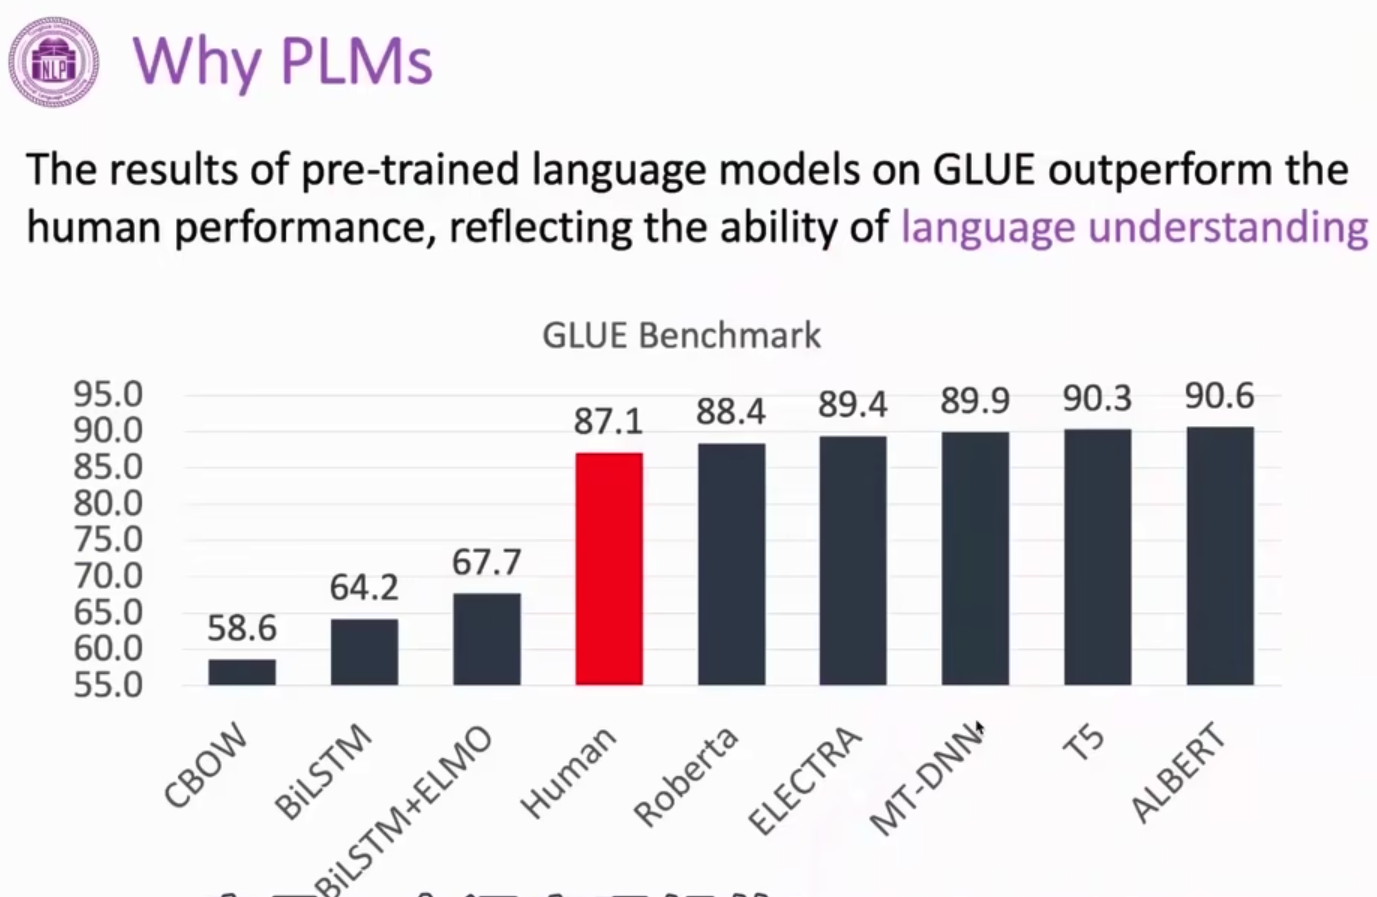 NLP
Why PLMs
The results of pre-trained language models on GLUE outperform the
human performance, reflecting the ability of language understanding
GLUE Benchmark
95.0
90.0
85.0
80.0
75.0
70.0
65.0
60.0
55.0
58.6
64.2
67.7
87.1
88.4
89.4
89.9
90.3
90.6
CBOW
BiLSTM
BiLSTM+ELMO
Human
Roberta
ELECTRA
MT-DNN
T5
ALBERT